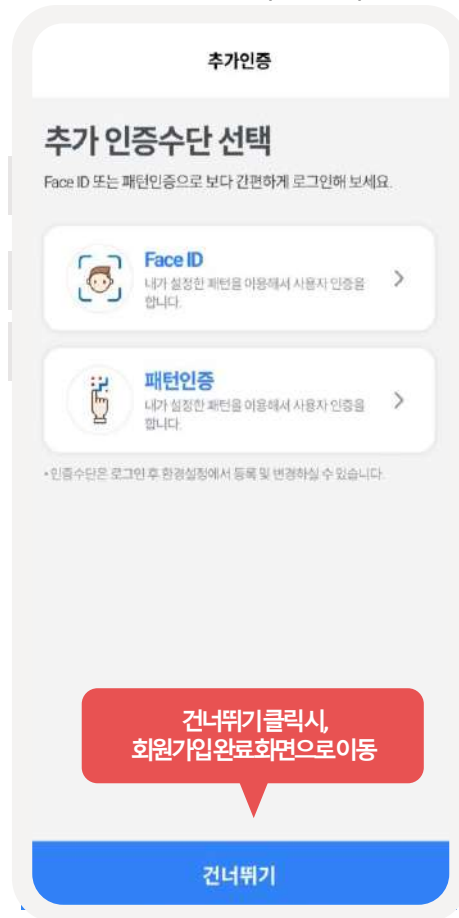 추가인증
추가 인증수단 선택
Face ID 또는 패턴인증으로 보다 간편하게 로그인해 보세요.
Face ID
내가 설정한 패턴을 이용해서 사용자 인증을
합니다.
패턴인증
내가 설정한 패턴을 이용해서 사용자 인증을
합니다.
• 인증수단은 로그인 후 환경설정에서 등록 및 변경하실 수 있습니다.
건너뛰기 클릭 시,
회원가입 완료 화면으로 이동
건너뛰기